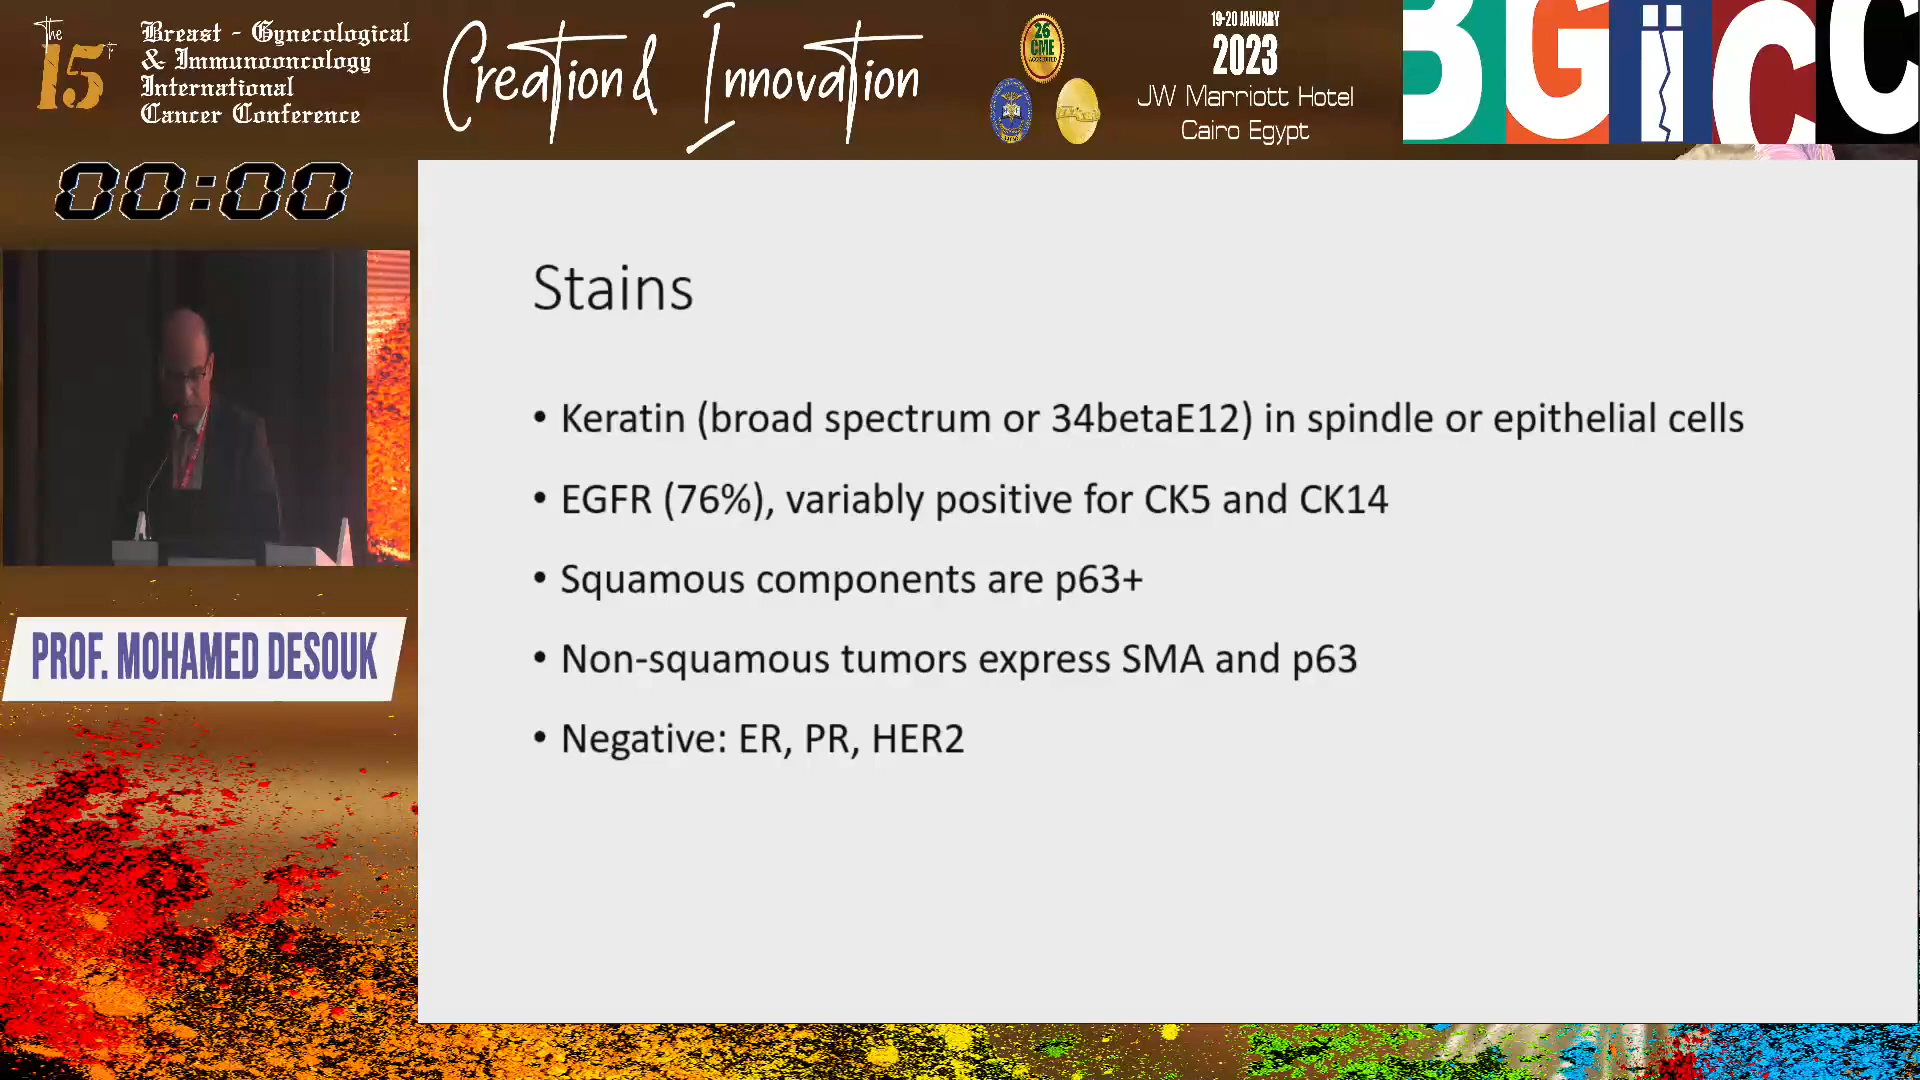 The
15th
Breast - Gynecological
& Immunooncology
International
Cancer Conference
Creation & Innovation
26
CME
ACCREDITED
19-20 JANUARY
2023
JW Marriott Hotel
Cairo Egypt
BGiCC
00:00
Stains
• Keratin (broad spectrum or 34betaE12) in spindle or epithelial cells
• EGFR (76%), variably positive for CK5 and CK14
• Squamous components are p63+
• Non-squamous tumors express SMA and p63
• Negative: ER, PR, HER2
PROF. MOHAMED DESOUK